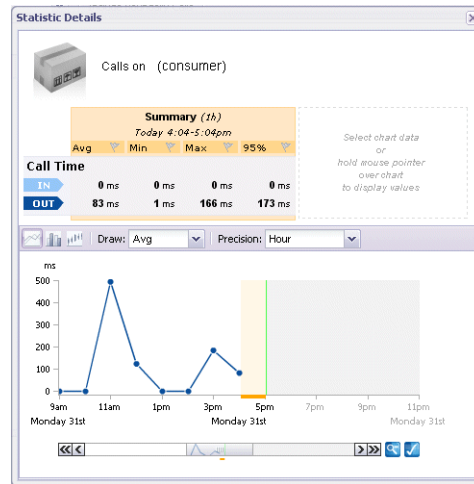 Statistic Details
Calls on (consumer)
Summary (1h)
Today 4:04-5:04pm
Avg Min Max 95%
Call Time
IN 0 ms 0 ms 0 ms 0 ms
OUT 83 ms 1 ms 166 ms 173 ms
Select chart data
or
hold mouse pointer
over chart
to display values
Draw: Avg Precision: Hour
ms
500
400
300
200
100
0
9am 11am 1pm 3pm 5pm 7pm 9pm 11pm
Monday 31st Monday 31st Monday 31st